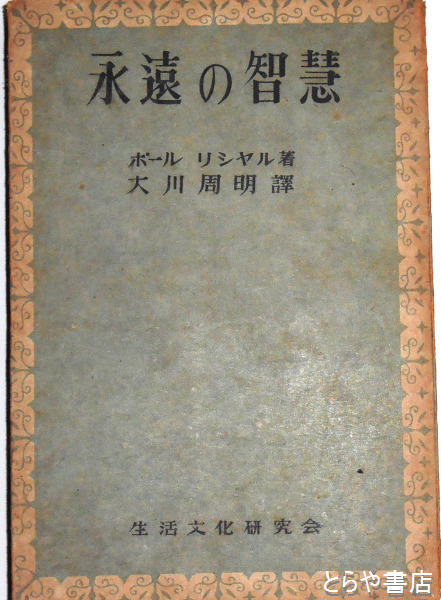 永遠の智慧
ポール リシヤル著
大川周明譯
生活文化研究会
とらや書店